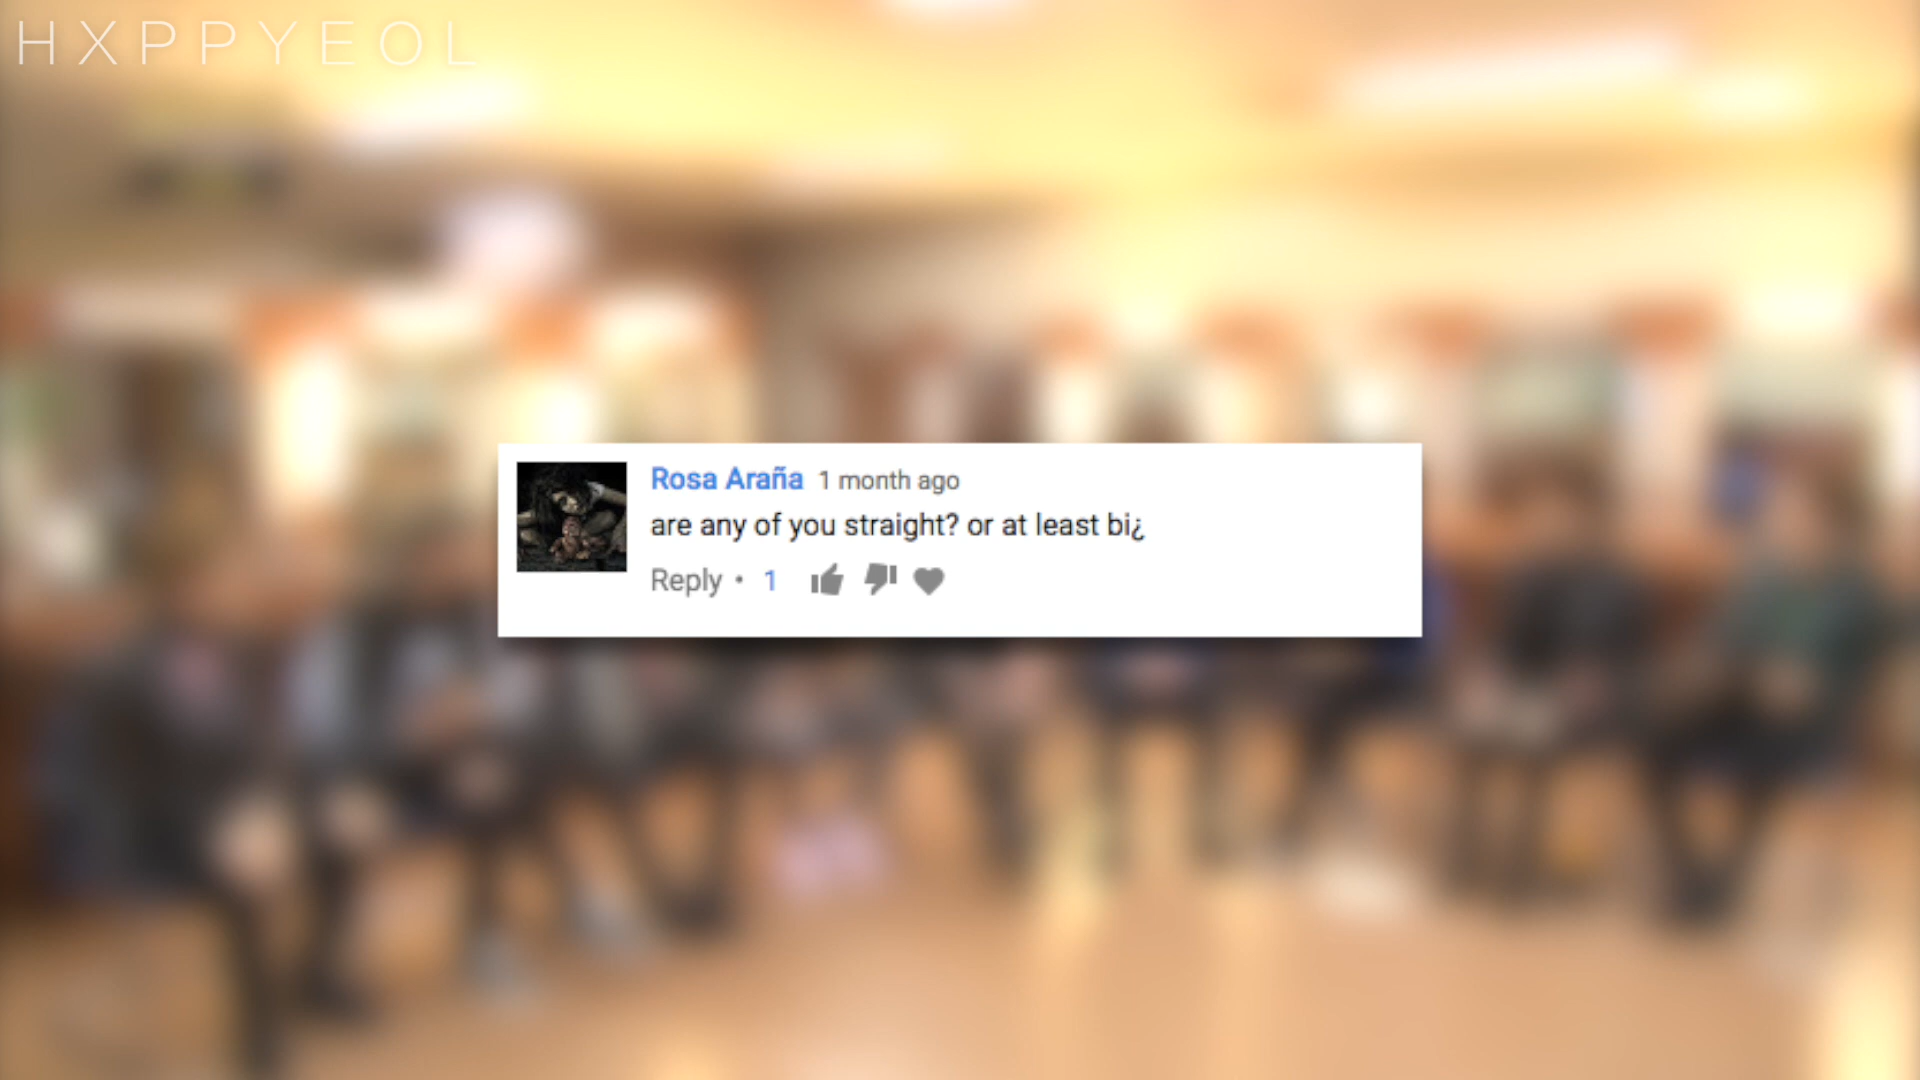 HXPPYEOL
Rosa Araña 1 month ago
are any of you straight? or at least bi¿
Reply • 1